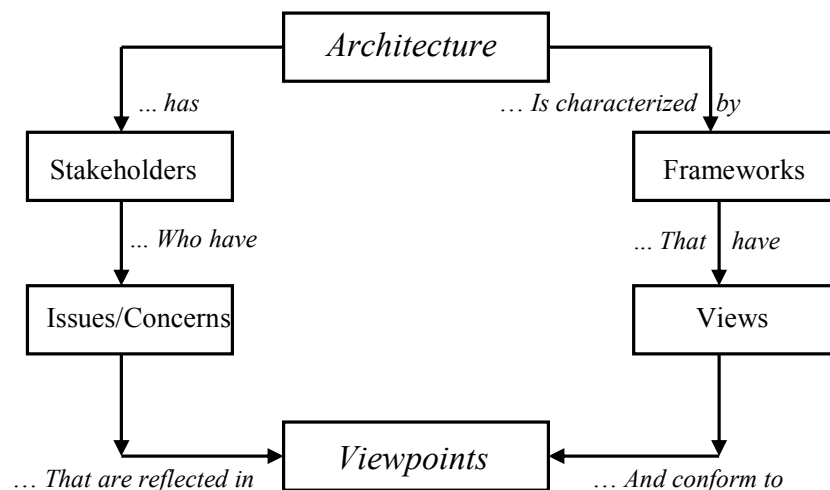 Architecture
... has
… Is characterized by
Stakeholders
Frameworks
... Who have
... That have
Issues/Concerns
Views
Viewpoints
… That are reflected in
… And conform to